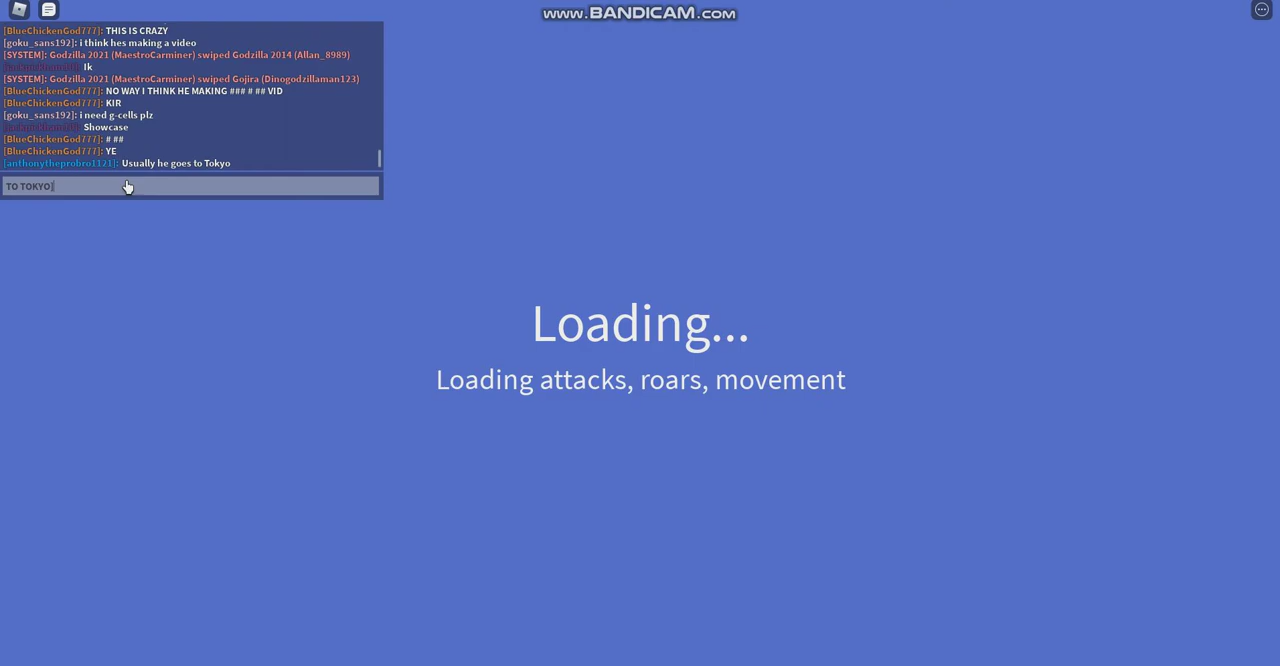 www.BANDICAM.com
[BlueChickenGod777]: THIS IS CRAZY
[goku_sans192]: i think hes making a video
[SYSTEM]: Godzilla 2021 (MaestroCarminer) swiped Godzilla 2014 (Allan_8989)
Ik
[SYSTEM]: Godzilla 2021 (MaestroCarminer) swiped Gojira (Dinogodzillaman123)
[BlueChickenGod777]: NO WAY I THINK HE MAKING ### # ## VID
[BlueChickenGod777]: KIR
[goku_sans192]: i need g-cells plz
Showcase
[BlueChickenGod777]: # ##
[BlueChickenGod777]: YE
[anthonytheprobro1121]: Usually he goes to Tokyo
TO TOKYO
Loading...
Loading attacks, roars, movement